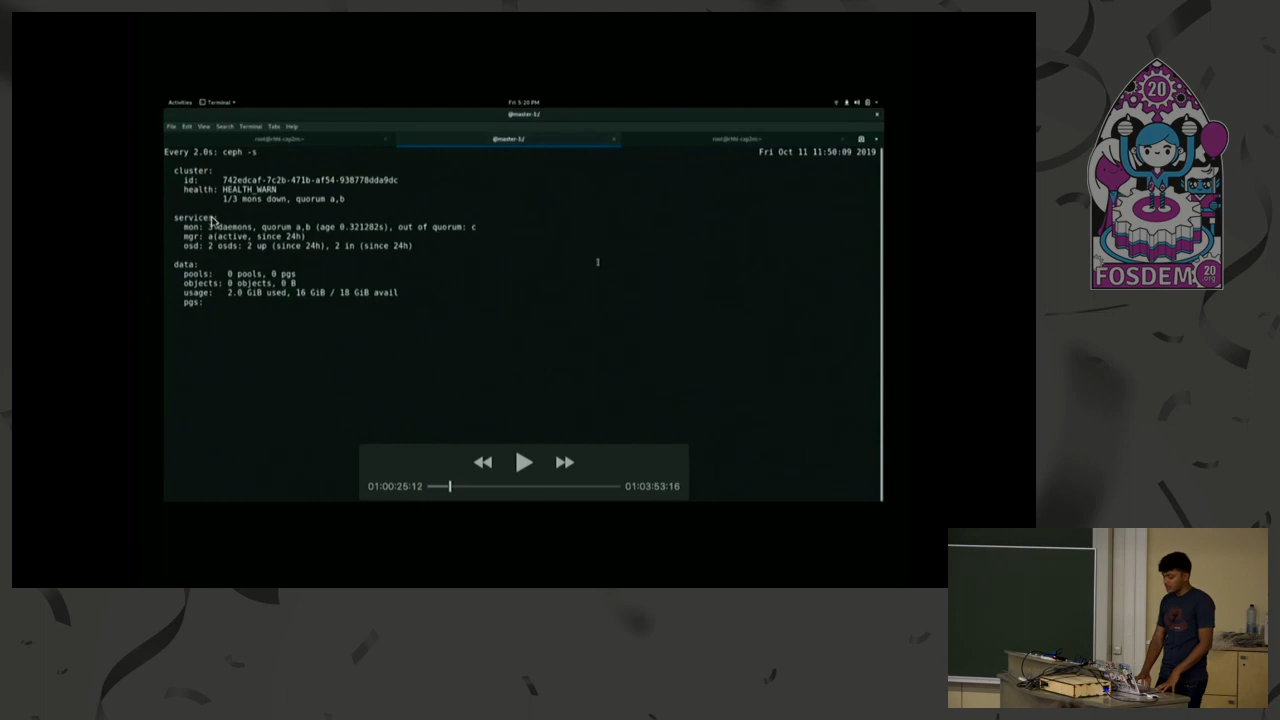 Activities Terminal Fri 5:20 PM
@master-1:/
File Edit View Search Terminal Tabs Help
@master-1:/
Every 2.0s: ceph -s Fri Oct 11 11:50:09 2019
cluster:
id: 742edcaf-7c2b-471b-af54-938778dda9dc
health: HEALTH_WARN
1/3 mons down, quorum a,b
services:
mon: 3 daemons, quorum a,b (age 0.321282s), out of quorum: c
mgr: a(active, since 24h)
osd: 2 osds: 2 up (since 24h), 2 in (since 24h)
data:
pools: 0 pools, 0 pgs
objects: 0 objects, 0 B
usage: 2.0 GiB used, 16 GiB / 18 GiB avail
pgs:
01:00:25:12 01:03:53:16
20
FOSDEM 20
.org